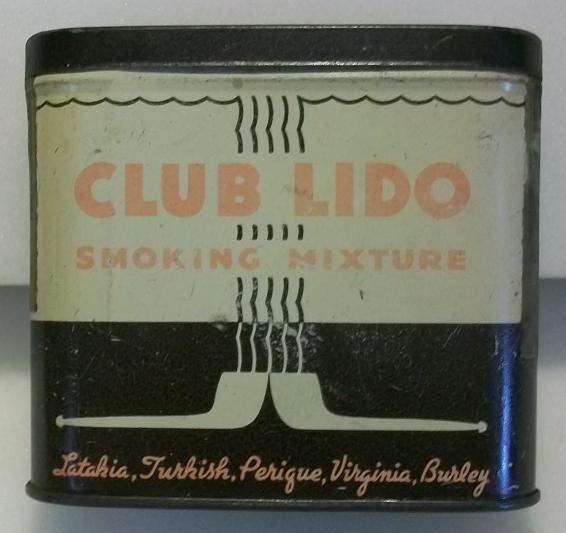 CLUB LIDO
SMOKING MIXTURE
Latakia, Turkish, Perique, Virginia, Burley